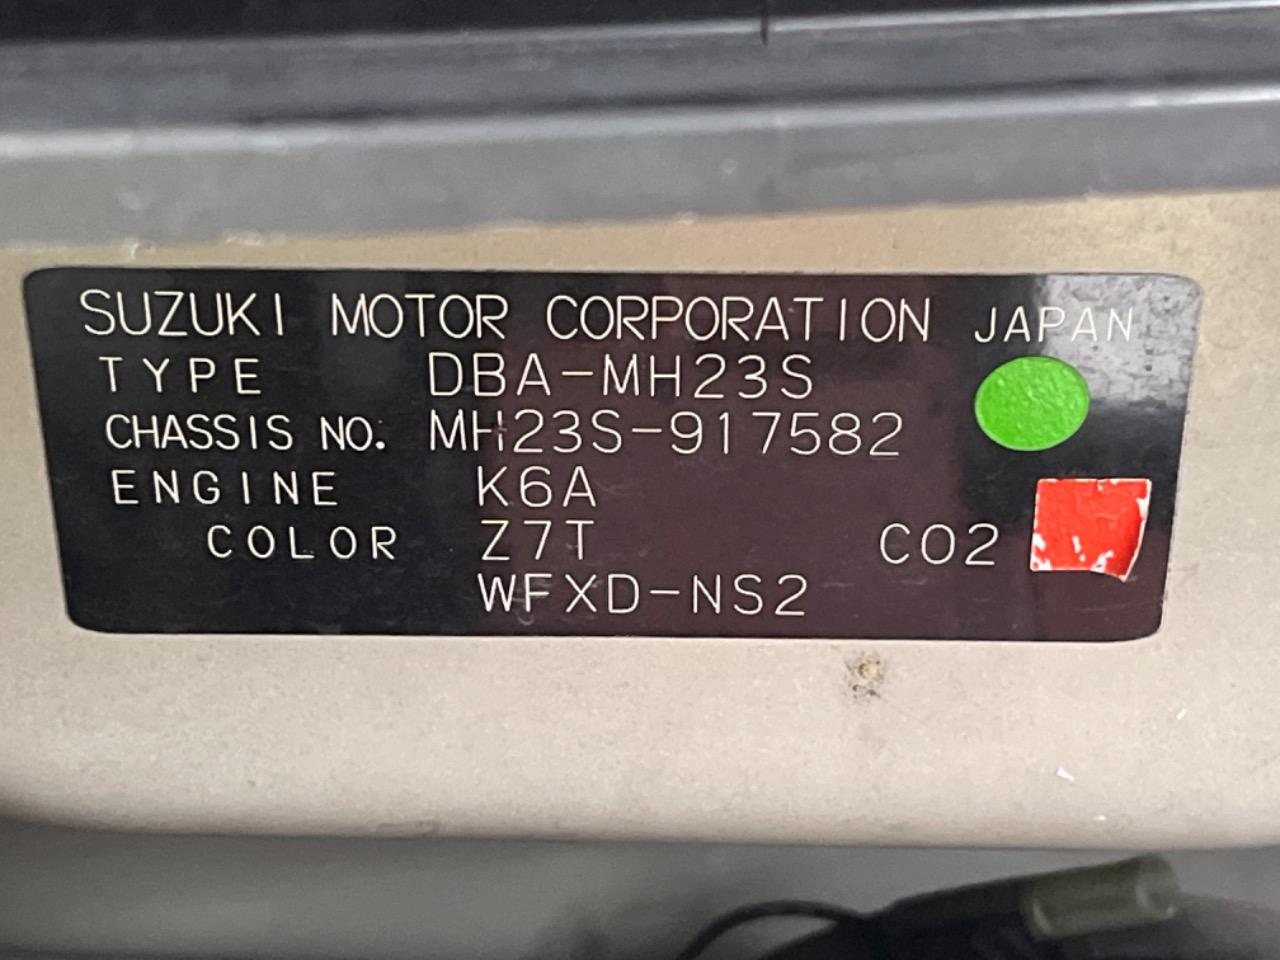 SUZUKI MOTOR CORPORATION JAPAN
TYPE DBA-MH23S
CHASSIS NO. MH23S-917582
ENGINE K6A
COLOR Z7T CO2
WFXD-NS2